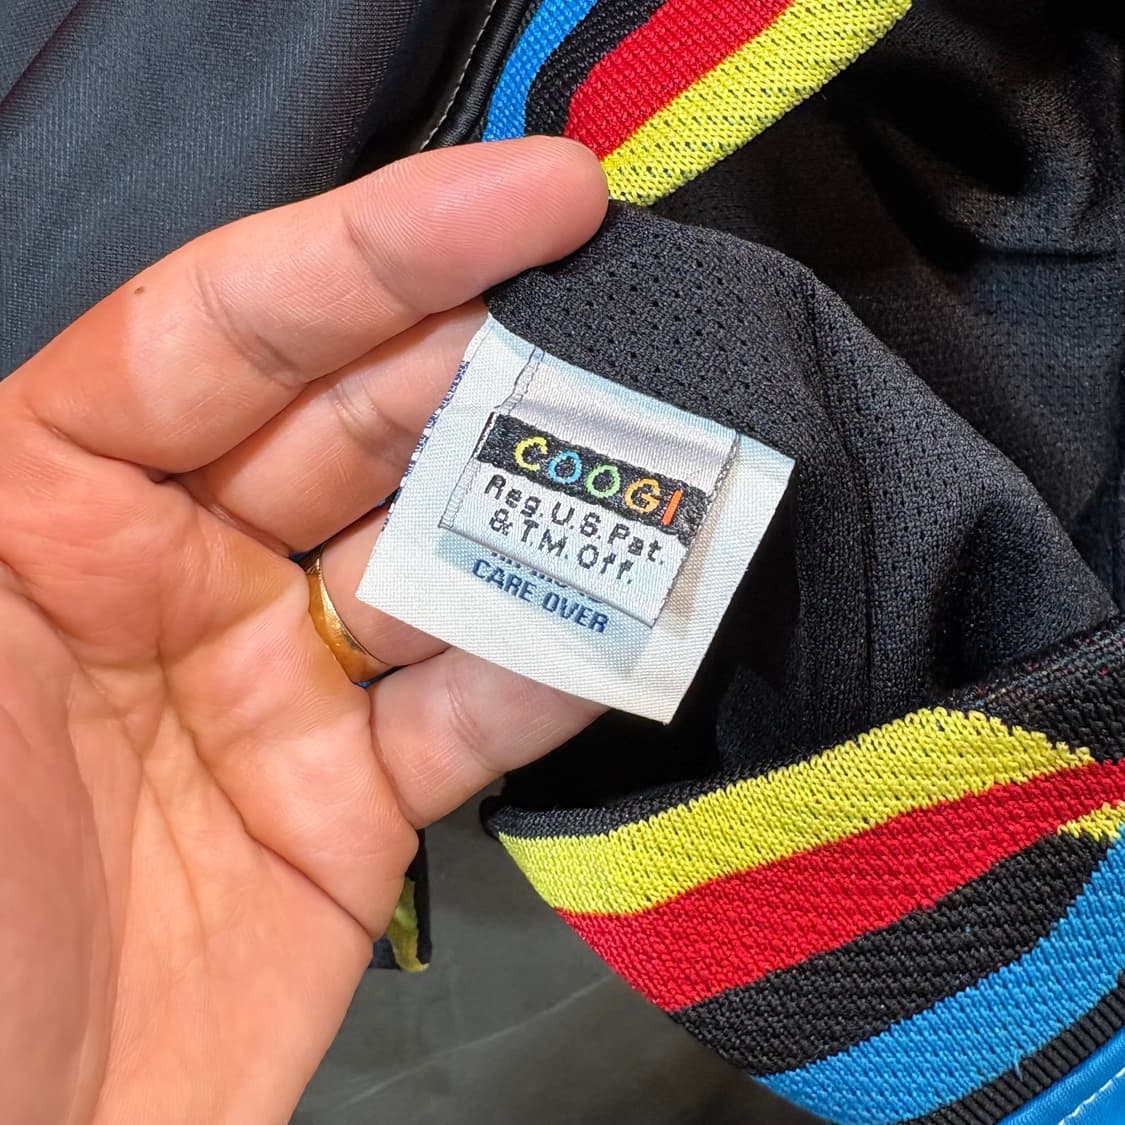 COOGI
Reg. U.S. Pat.
& T.M. Off.
CARE OVER